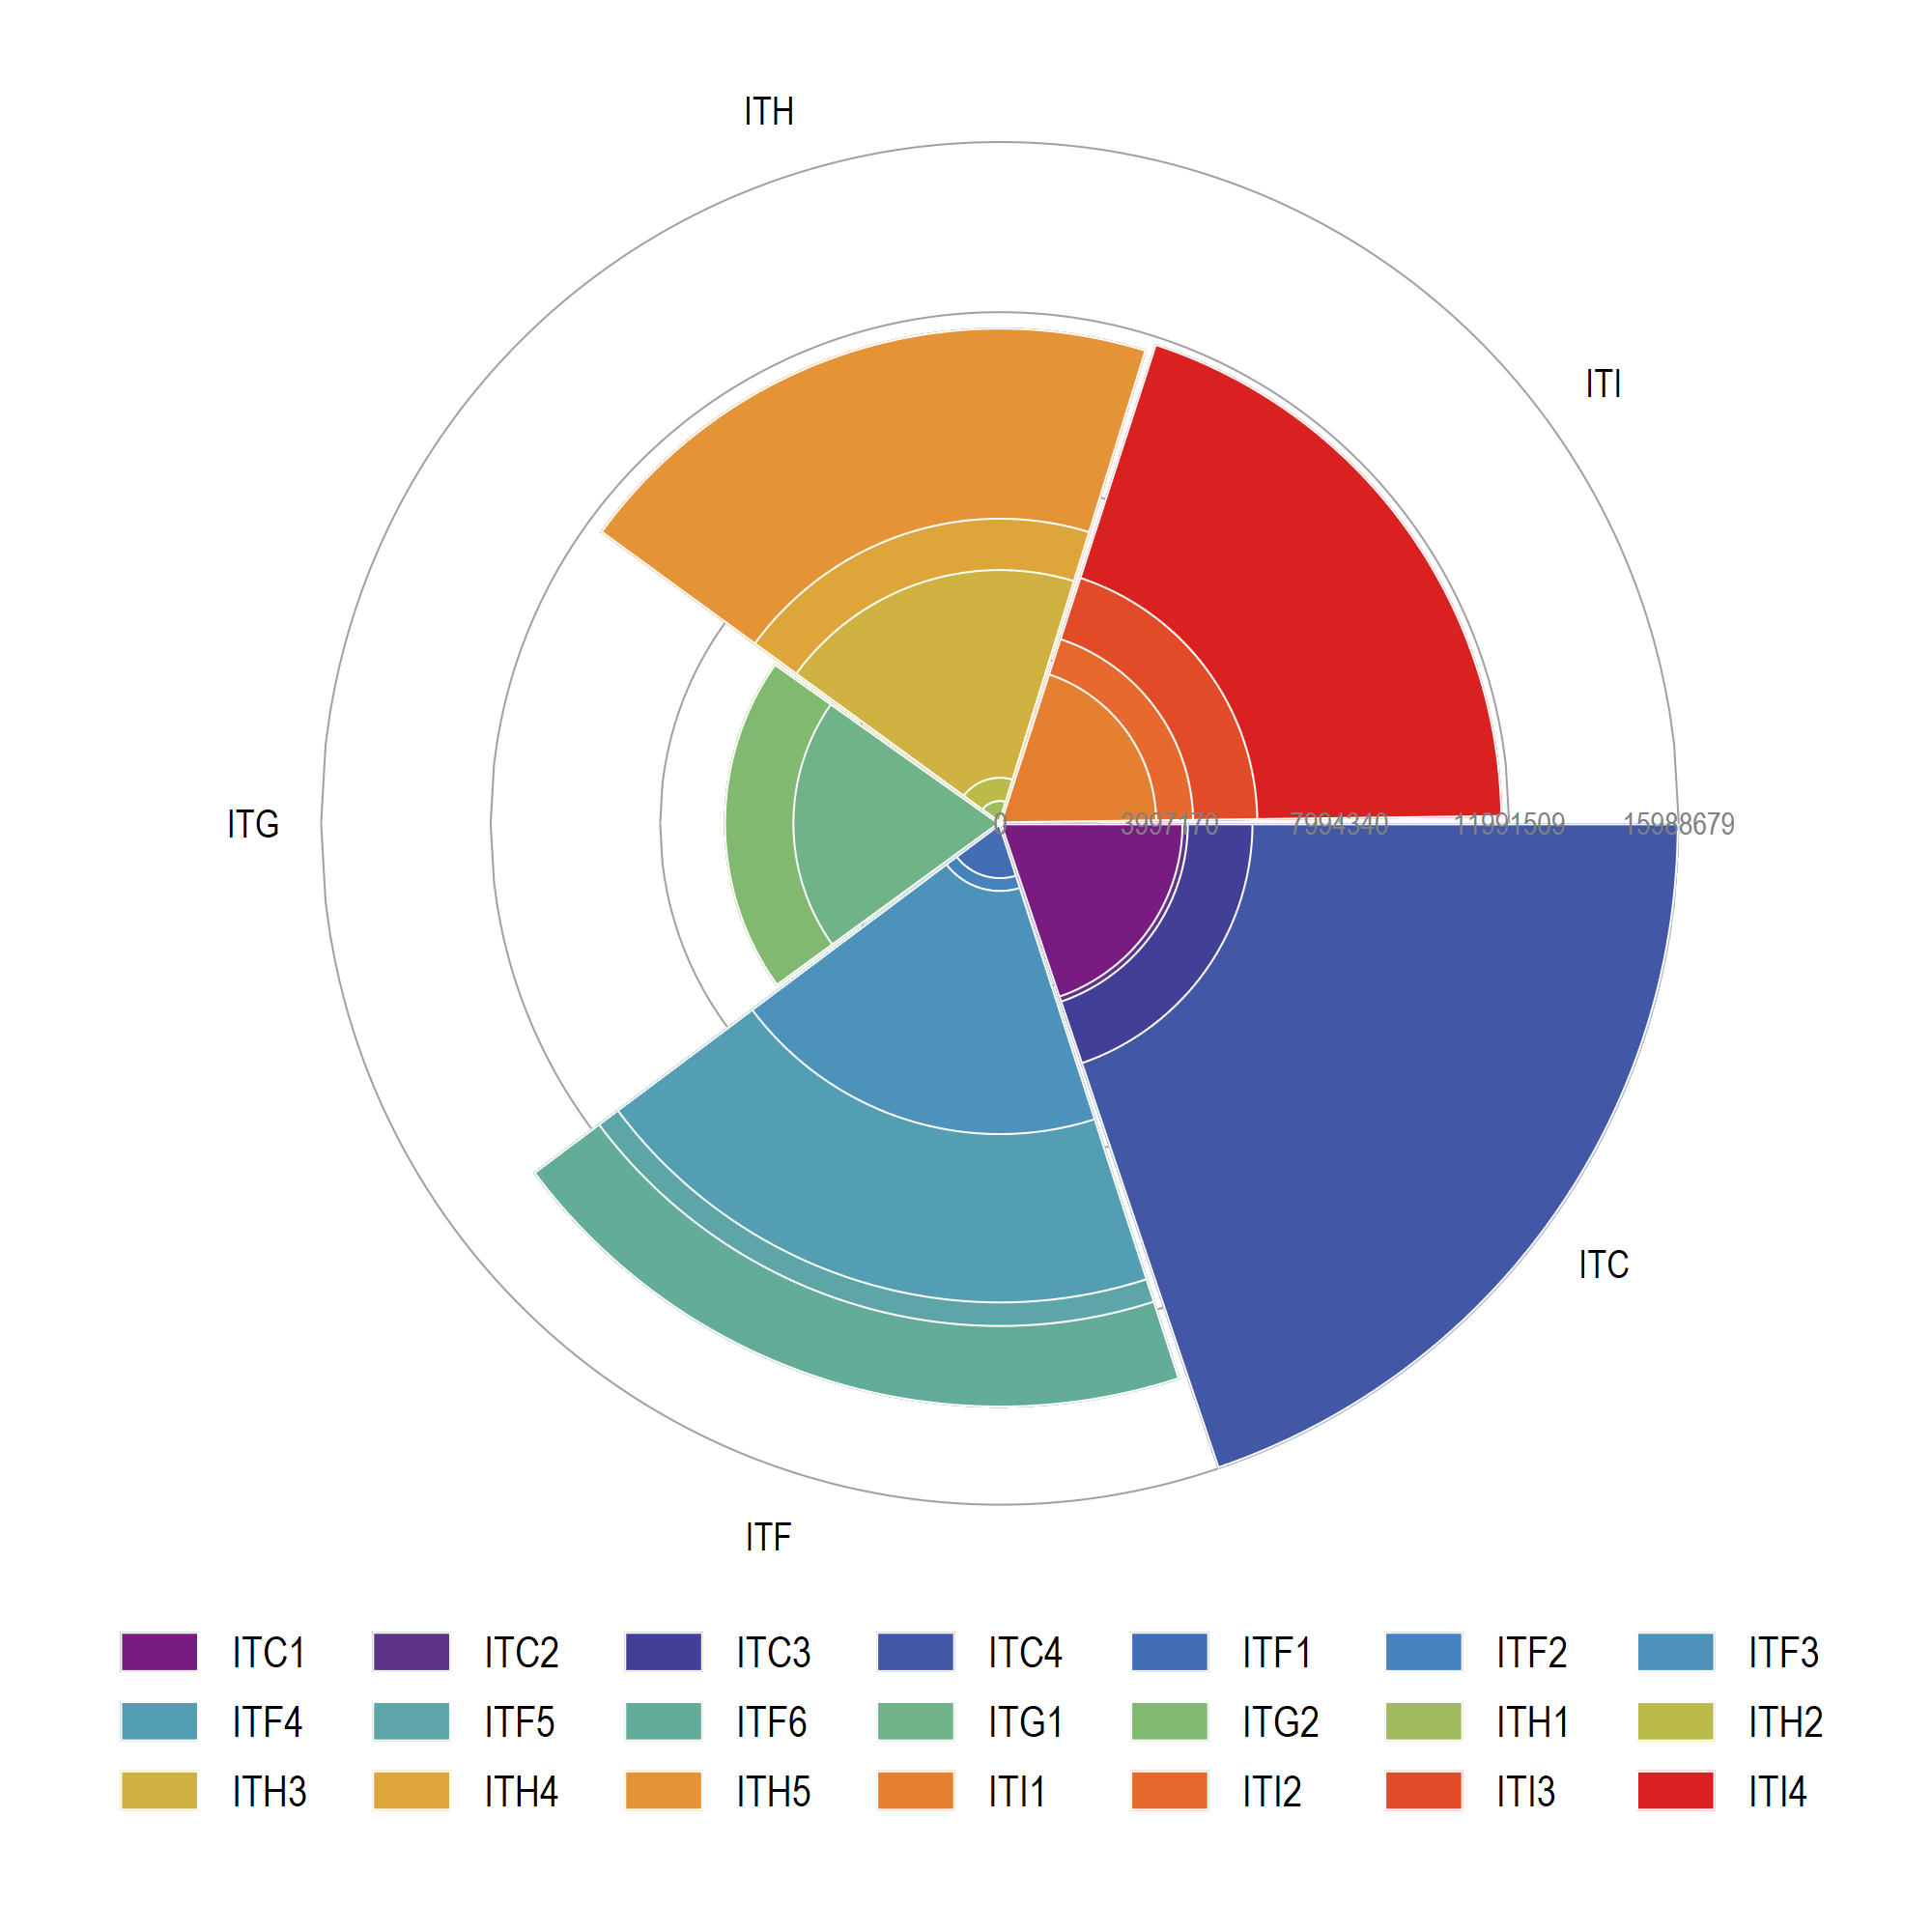 ITH
ITI
ITG
0 3997170 7994340 11991509 15988679
ITC
ITF
ITC1 ITC2 ITC3 ITC4 ITF1 ITF2 ITF3
ITF4 ITF5 ITF6 ITG1 ITG2 ITH1 ITH2
ITH3 ITH4 ITH5 ITI1 ITI2 ITI3 ITI4